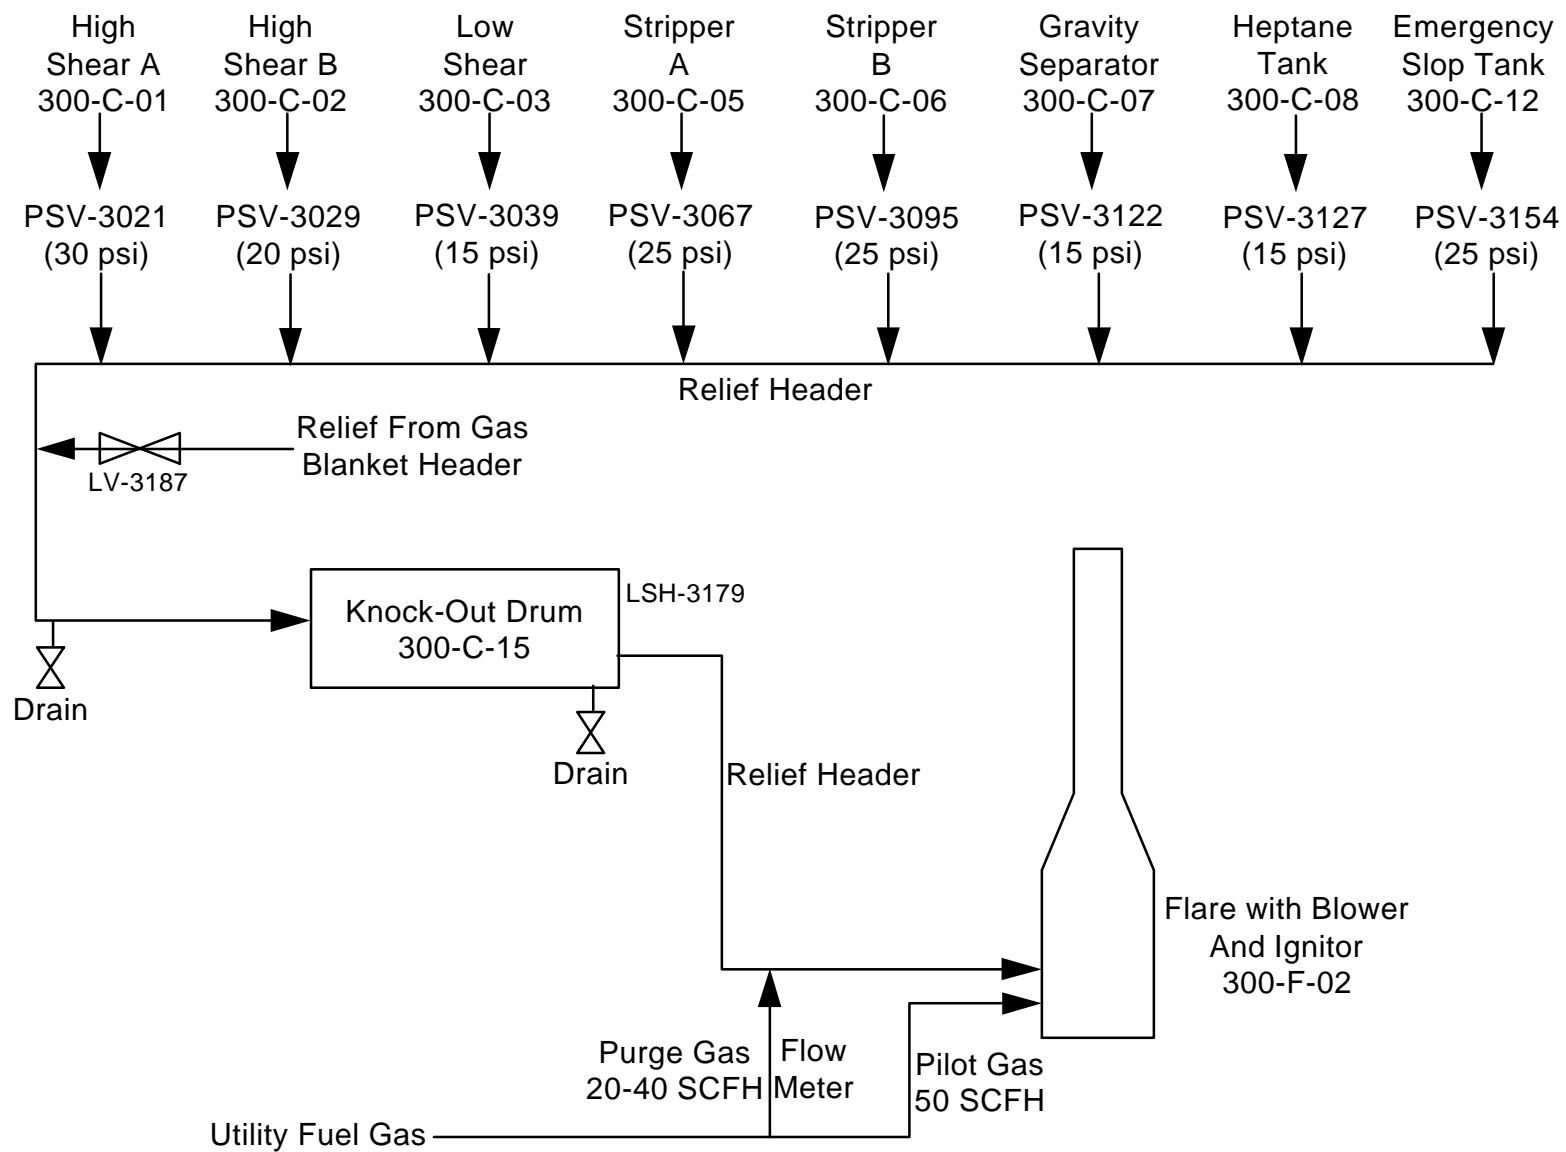 High
Shear A
300-C-01
High
Shear B
300-C-02
Low
Shear
300-C-03
Stripper
A
300-C-05
Stripper
B
300-C-06
Gravity
Separator
300-C-07
Heptane
Tank
300-C-08
Emergency
Slop Tank
300-C-12
PSV-3021
(30 psi)
PSV-3029
(20 psi)
PSV-3039
(15 psi)
PSV-3067
(25 psi)
PSV-3095
(25 psi)
PSV-3122
(15 psi)
PSV-3127
(15 psi)
PSV-3154
(25 psi)
Relief Header
Relief From Gas
Blanket Header
LV-3187
Knock-Out Drum
300-C-15
LSH-3179
Drain
Drain
Relief Header
Flare with Blower
And Ignitor
300-F-02
Purge Gas
20-40 SCFH
Flow
Meter
Pilot Gas
50 SCFH
Utility Fuel Gas